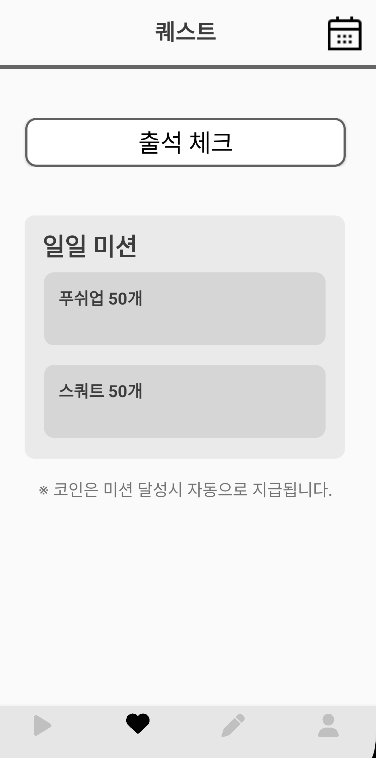 퀘스트
출석 체크
일일 미션
푸쉬업 50개
스쿼트 50개
※ 코인은 미션 달성시 자동으로 지급됩니다.